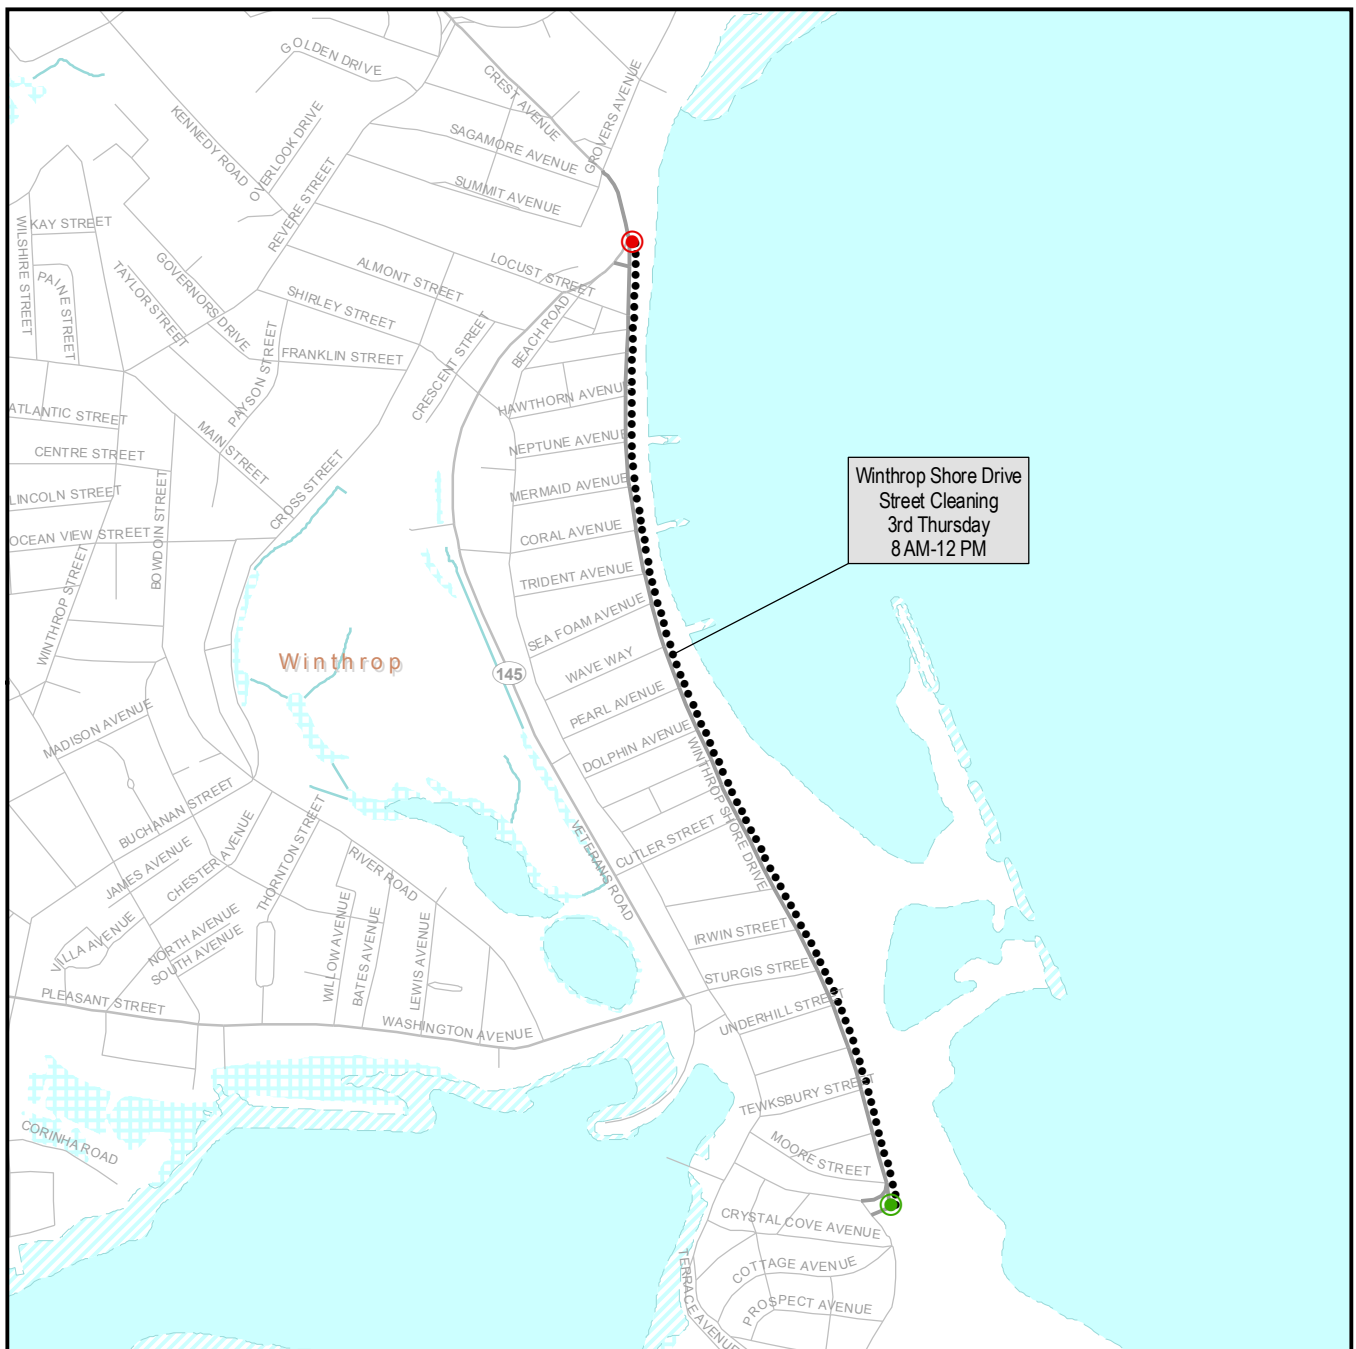 GOLDEN DRIVE
CREST AVENUE
GROVERS AVENUE
KENNEDY ROAD
OVERLOOK DRIVE
SAGAMORE AVENUE
SUMMIT AVENUE
REVERE STREET
KAY STREET
WILSHIRE STREET
PAINE STREET
TAYLOR STREET
GOVERNORS DRIVE
ALMONT STREET
LOCUST STREET
SHIRLEY STREET
BEACH ROAD
PAYSON STREET
FRANKLIN STREET
CRESCENT STREET
HAWTHORN AVENU
ATLANTIC STREET
MAIN STREET
NEPTUNE AVENUE
CENTRE STREET
LINCOLN STREET
BOWDOIN STREET
CROSS STREET
MERMAID AVENUE
Winthrop Shore Drive
Street Cleaning
3rd Thursday
8 AM-12 PM
OCEAN VIEW STREET
CORAL AVENUE
TRIDENT AVENUE
WINTHROP STREET
SEA FOAM AVENUE
Winthrop
145
WAVE WAY
PEARL AVENUE
MADISON AVENUE
DOLPHIN AVENUE
WINTHROP SHORE DRIVE
BUCHANAN STREET
VETERANS ROAD
CUTLER STREET
JAMES AVENUE
CHESTER AVENUE
THORNTON STREET
RIVER ROAD
VILLA AVENUE
NORTH AVENUE
SOUTH AVENUE
WILLOW AVENUE
BATES AVENUE
LEWIS AVENUE
IRWIN STREET
STURGIS STREE
PLEASANT STREET
WASHINGTON AVENUE
UNDERHILL STREET
TEWKSBURY STREET
CORINHA ROAD
MOORE STREET
CRYSTAL COVE AVENUE
COTTAGE AVENUE
TERRACE AVENUE
PROSPECT AVENUE